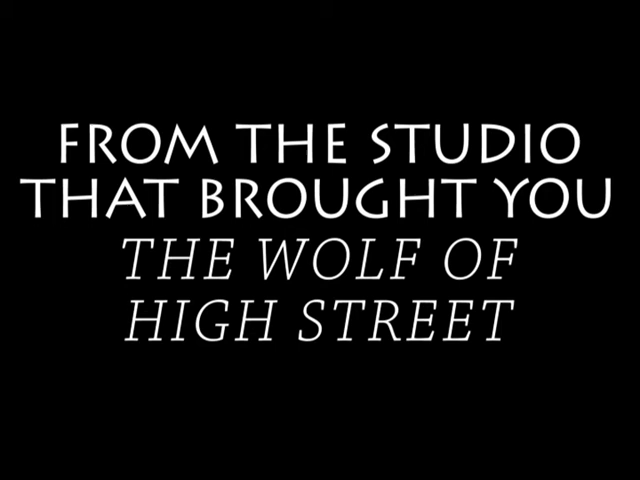 FROM THE STUDIO
THAT BROUGHT YOU
THE WOLF OF
HIGH STREET